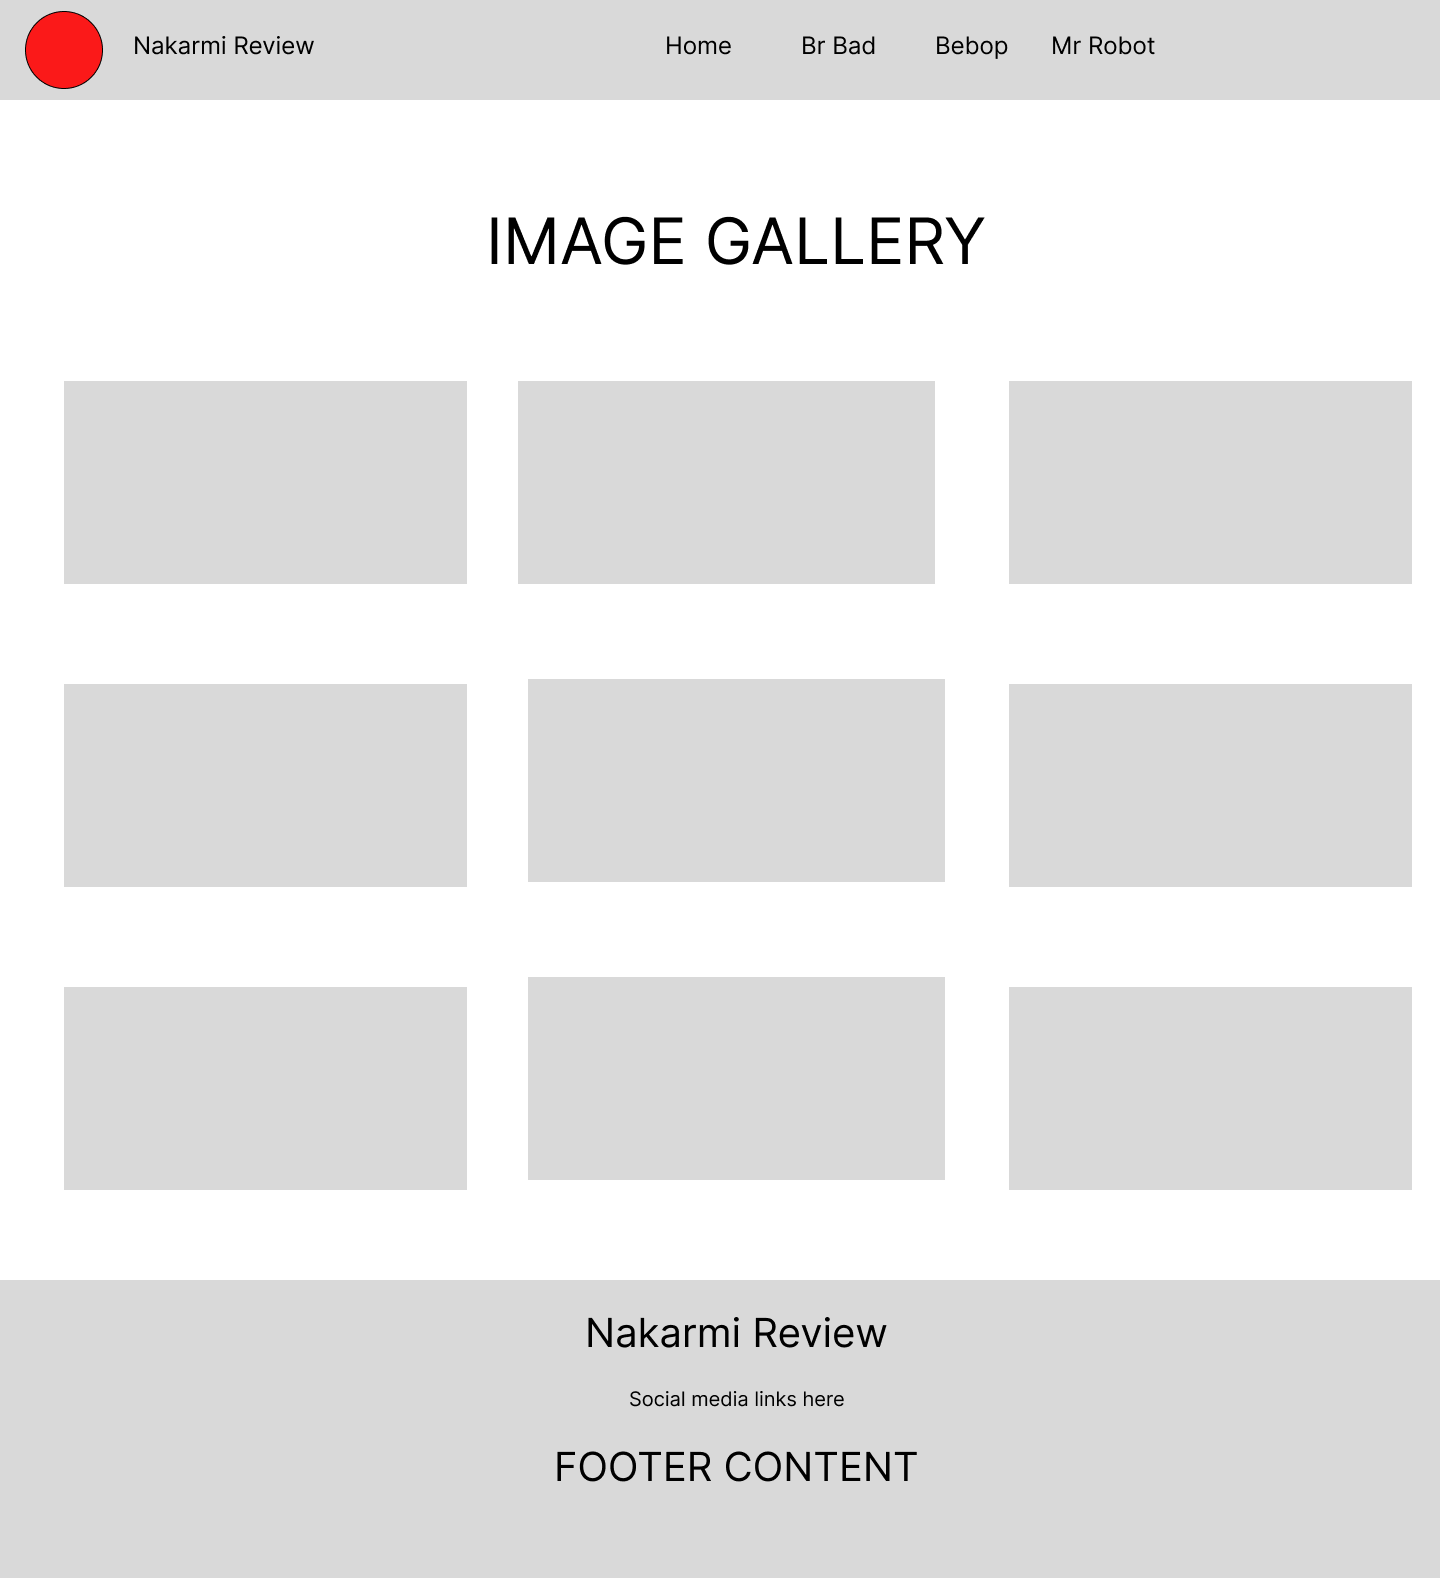 Nakarmi Review
Home
Br Bad
Bebop
Mr Robot
IMAGE GALLERY
Nakarmi Review
Social media links here
FOOTER CONTENT